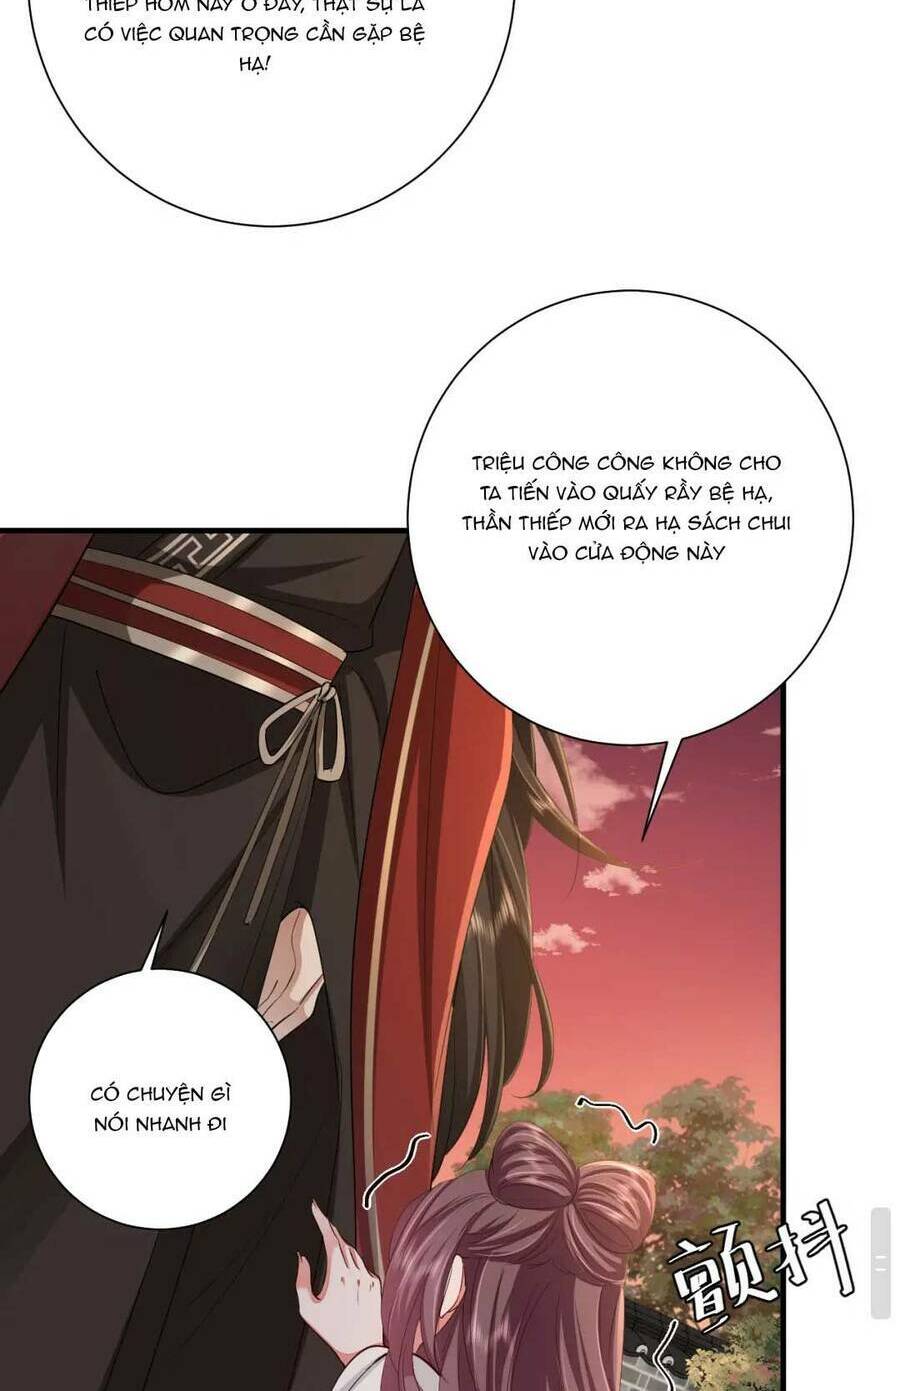 THIẾP HÔM NAY Ở ĐÂY, THẬT SỰ LÀ
CÓ VIỆC QUAN TRỌNG CẦN GẶP BỆ
HẠ!
TRIỆU CÔNG CÔNG KHÔNG CHO
TA TIẾN VÀO QUẤY RẦY BỆ HẠ,
THẦN THIẾP MỚI RA HẠ SÁCH CHUI
VÀO CỬA ĐỘNG NÀY
CÓ CHUYỆN GÌ
NÓI NHANH ĐI
颤抖